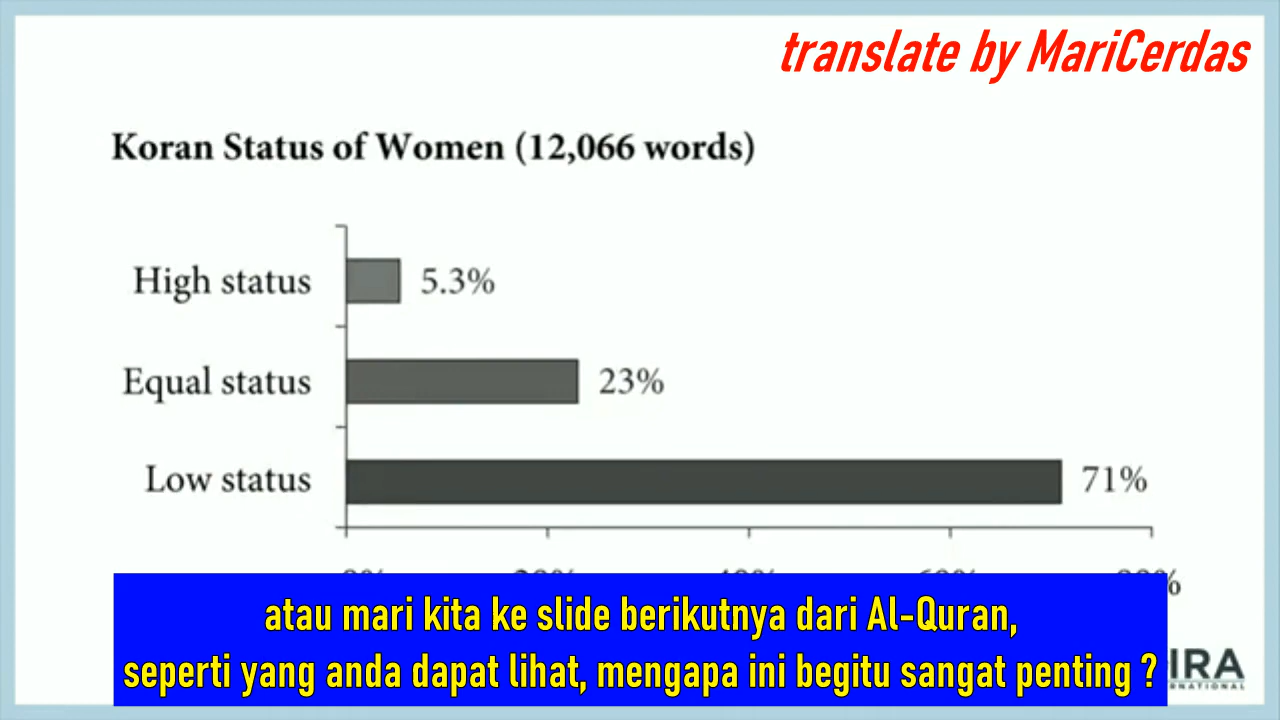 translate by MariCerdas
Koran Status of Women (12,066 words)
High status
5.3%
Equal status
23%
Low status
71%
atau mari kita ke slide berikutnya dari Al-Quran,
seperti yang anda dapat lihat, mengapa ini begitu sangat penting ?